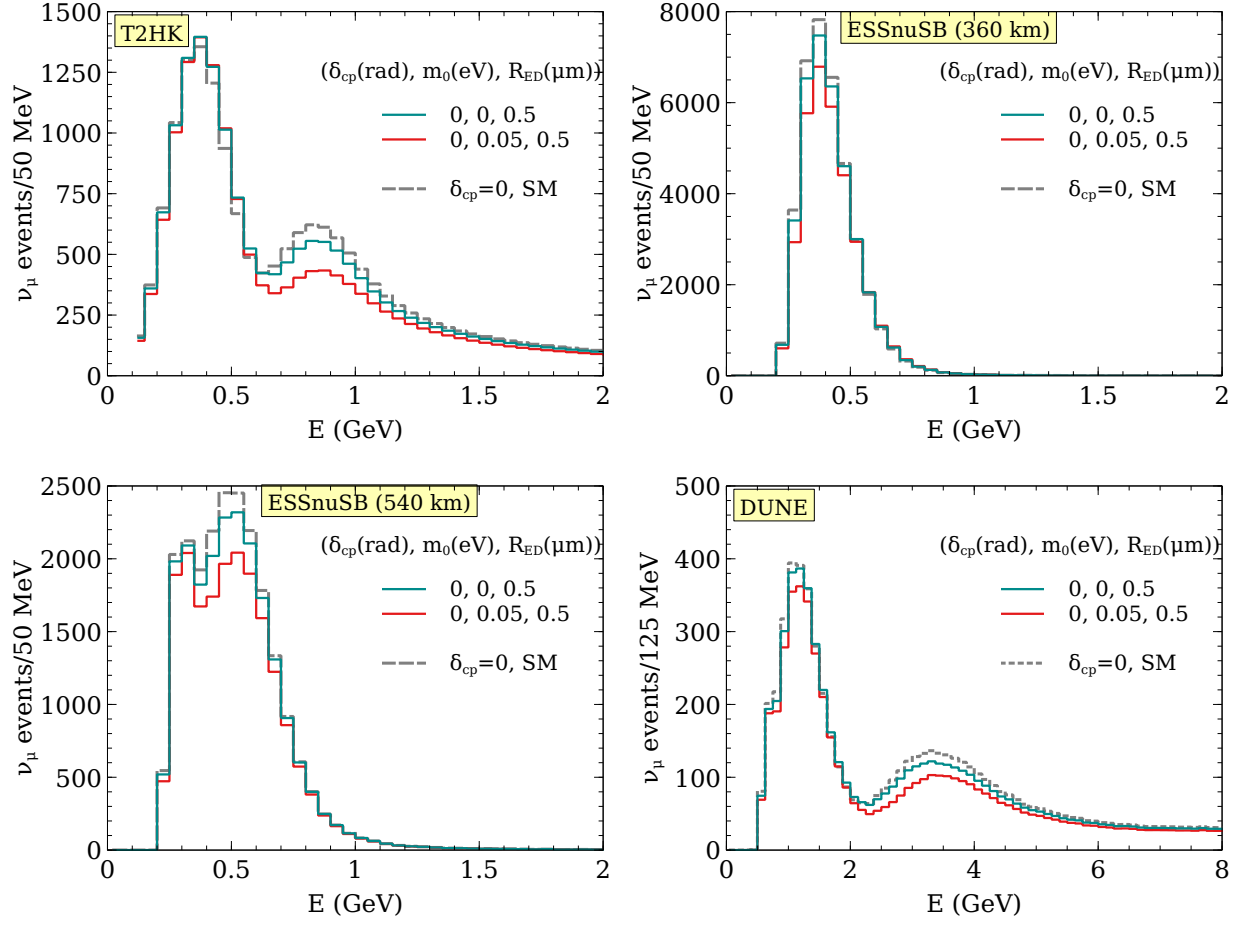 T2HK
(δcp(rad), m0(eV), RED(μm))
0, 0, 0.5
0, 0.05, 0.5
δcp=0, SM
νμ events/50 MeV
1500
1250
1000
750
500
250
0
0 0.5 1 1.5 2
E (GeV)
ESSnuSB (360 km)
(δcp(rad), m0(eV), RED(μm))
0, 0, 0.5
0, 0.05, 0.5
δcp=0, SM
νμ events/50 MeV
8000
6000
4000
2000
0
0 0.5 1 1.5 2
E (GeV)
ESSnuSB (540 km)
(δcp(rad), m0(eV), RED(μm))
0, 0, 0.5
0, 0.05, 0.5
δcp=0, SM
νμ events/50 MeV
2500
2000
1500
1000
500
0
0 0.5 1 1.5 2
E (GeV)
DUNE
(δcp(rad), m0(eV), RED(μm))
0, 0, 0.5
0, 0.05, 0.5
δcp=0, SM
νμ events/125 MeV
500
400
300
200
100
0
0 2 4 6 8
E (GeV)